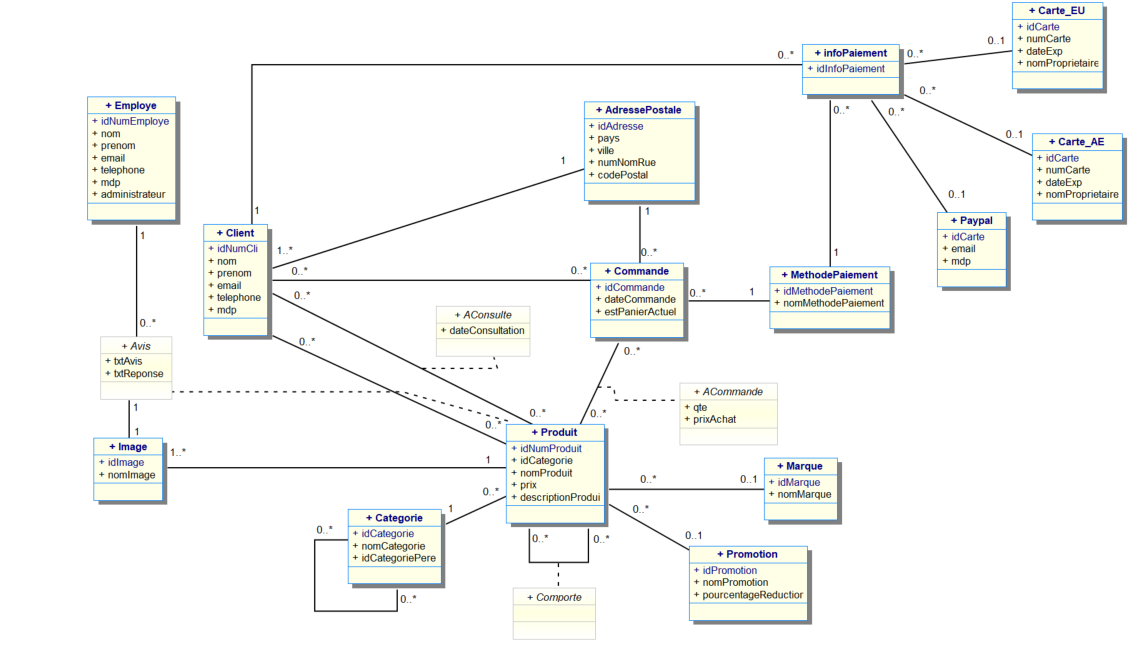 + Carte_EU
+ idCarte
+ numCarte
+ dateExp
+ nomProprietaire
0..1
0..*
0..*
+ infoPaiement
+ idInfoPaiement
0..*
0..*
0..*
0..1
+ Carte_AE
+ idCarte
+ numCarte
+ dateExp
+ nomProprietaire
0..1
+ Paypal
+ idCarte
+ email
+ mdp
+ Employe
+ idNumEmploye
+ nom
+ prenom
+ email
+ telephone
+ mdp
+ administrateur
1
0..*
+ AdressePostale
+ idAdresse
+ pays
+ ville
+ numNomRue
+ codePostal
1
1
0..*
1
+ Client
+ idNumCli
+ nom
+ prenom
+ email
+ telephone
+ mdp
1..*
0..*
0..*
0..*
0..*
+ Commande
+ idCommande
+ dateCommande
+ estPanierActuel
0..*
1
1
+ MethodePaiement
+ idMethodePaiement
+ nomMethodePaiement
+ AConsulte
+ dateConsultation
+ Avis
+ txtAvis
+ txtReponse
1
1
0..*
+ ACommande
+ qte
+ prixAchat
0..*
0..*
0..*
+ Image
+ idImage
+ nomImage
1..*
1
+ Produit
+ idNumProduit
+ idCategorie
+ nomProduit
+ prix
+ descriptionProdui
0..*
0..1
+ Marque
+ idMarque
+ nomMarque
0..*
1
+ Categorie
+ idCategorie
+ nomCategorie
+ idCategoriePere
0..*
0..*
0..*
0..*
0..*
0..1
+ Promotion
+ idPromotion
+ nomPromotion
+ pourcentageReduction
+ Comporte